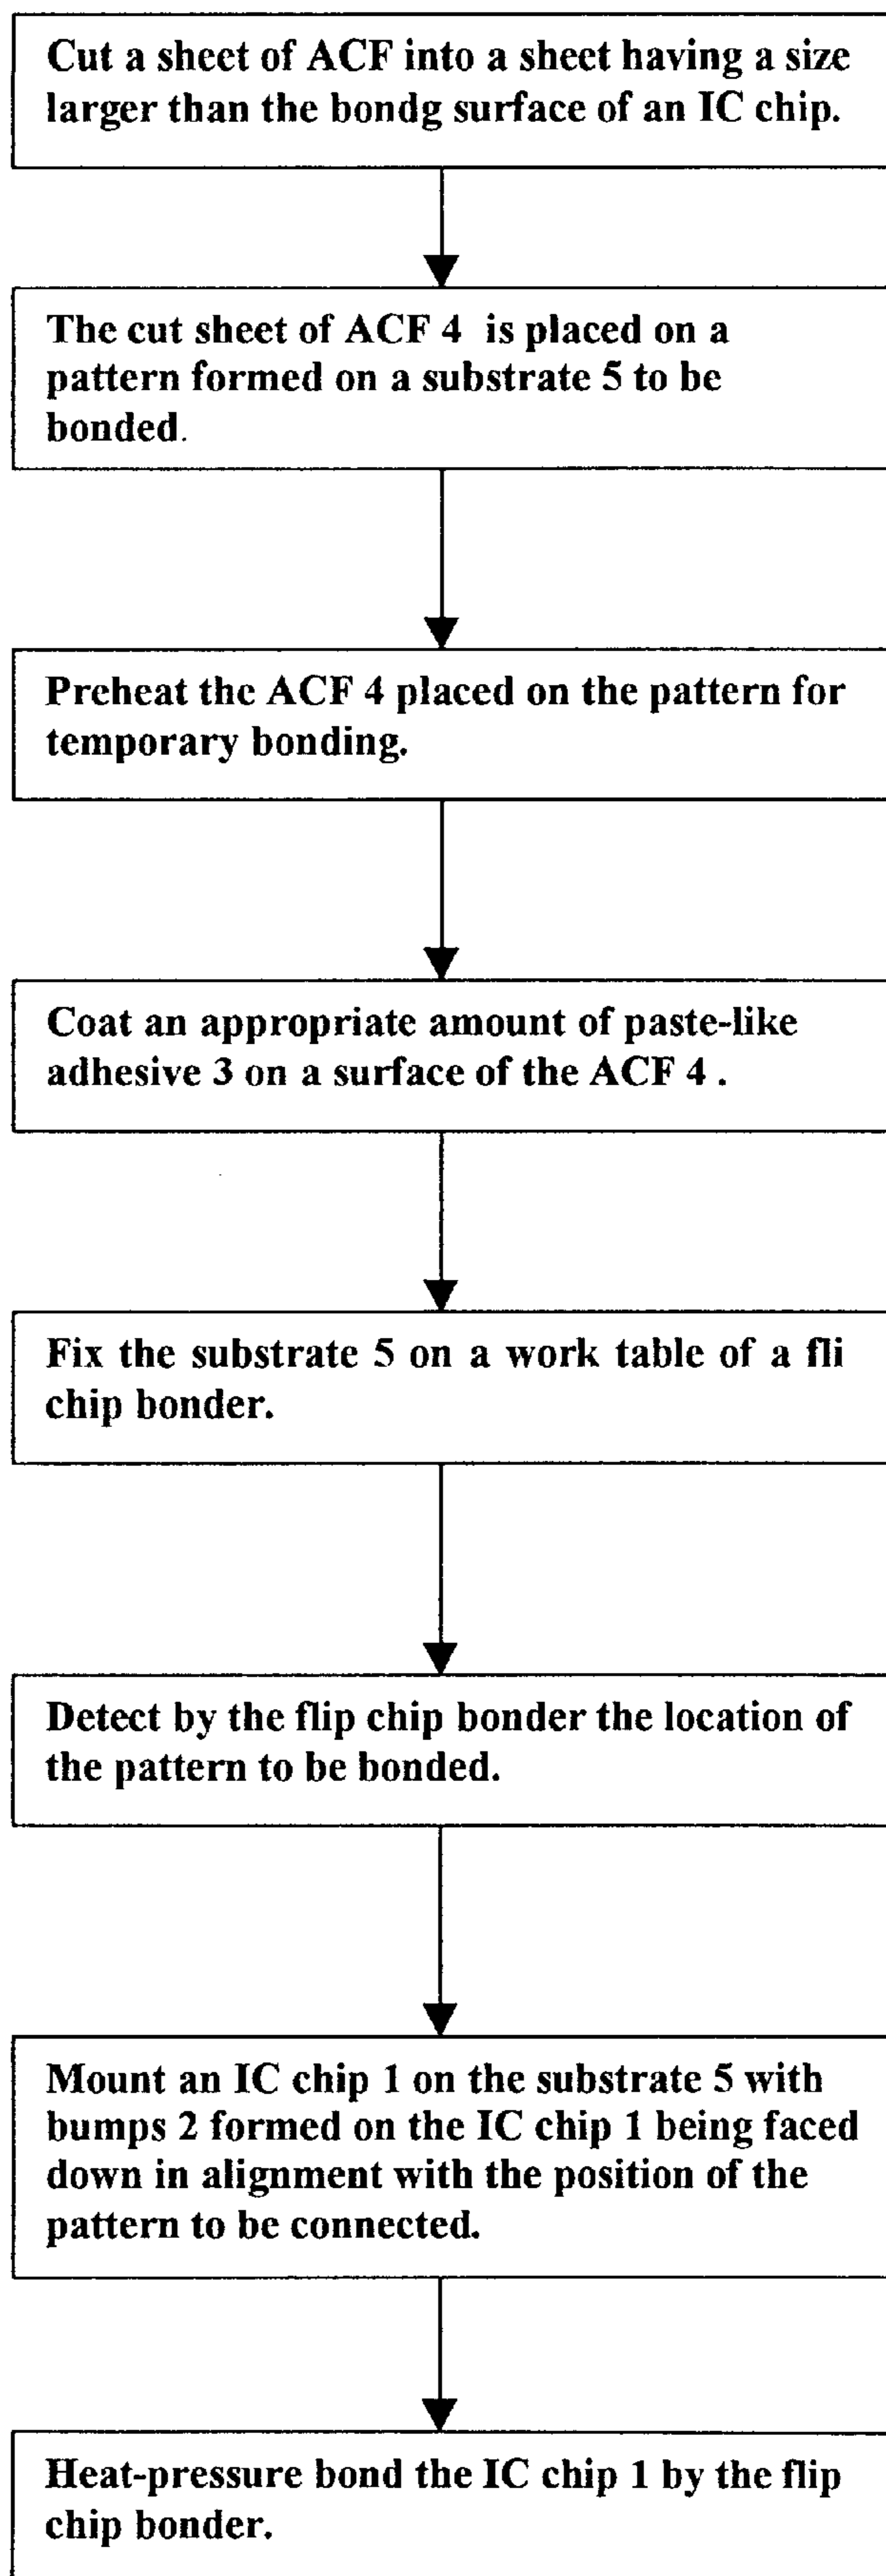 Cut a sheet of ACF into a sheet having a size
larger than the bondg surface of an IC chip.
The cut sheet of ACF 4 is placed on a
pattern formed on a substrate 5 to be
bonded.
Preheat the ACF 4 placed on the pattern for
temporary bonding.
Coat an appropriate amount of paste-like
adhesive 3 on a surface of the ACF 4 .
Fix the substrate 5 on a work table of a fli
chip bonder.
Detect by the flip chip bonder the location of
the pattern to be bonded.
Mount an IC chip 1 on the substrate 5 with
bumps 2 formed on the IC chip 1 being faced
down in alignment with the position of the
pattern to be connected.
Heat-pressure bond the IC chip 1 by the flip
chip bonder.